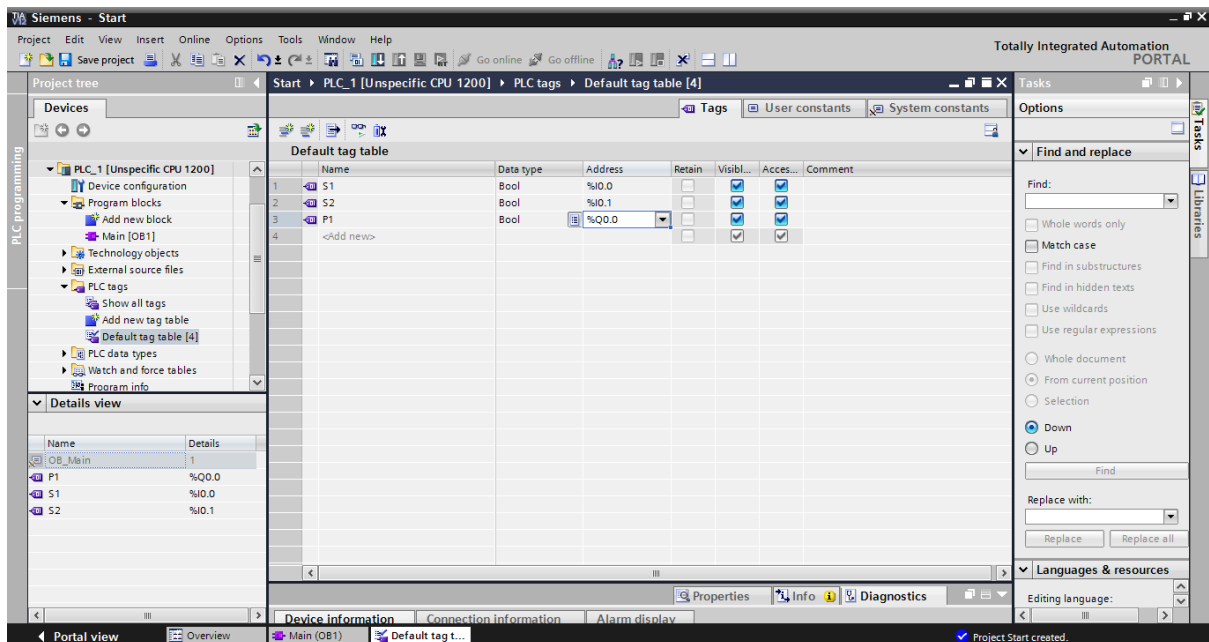 Siemens - Start
Project Edit View Insert Online Options Tools Window Help
Totally Integrated Automation
PORTAL
Save project Go online Go offline
Project tree
Start PLC_1 [Unspecific CPU 1200] PLC tags Default tag table [4]
Tasks
Devices
Tags User constants System constants
Options
Default tag table
Find and replace
Name Data type Address Retain Visibl... Acces... Comment
1 S1 Bool %I0.0
2 S2 Bool %I0.1
3 P1 Bool %Q0.0
4 <Add new>
PLC programming
PLC_1 [Unspecific CPU 1200]
Device configuration
Program blocks
Add new block
Main [OB1]
Technology objects
External source files
PLC tags
Show all tags
Add new tag table
Default tag table [4]
PLC data types
Watch and force tables
Program info
Details view
Name Details
OB_Main 1
P1 %Q0.0
S1 %I0.0
S2 %I0.1
Find:
Whole words only
Match case
Find in substructures
Find in hidden texts
Use wildcards
Use regular expressions
Whole document
From current position
Selection
Down
Up
Find
Replace with:
Replace Replace all
Languages & resources
Editing language:
Tasks
Libraries
Properties Info Diagnostics
Device information Connection information Alarm display
Portal view Overview Main (OB1) Default tag t... Project Start created.